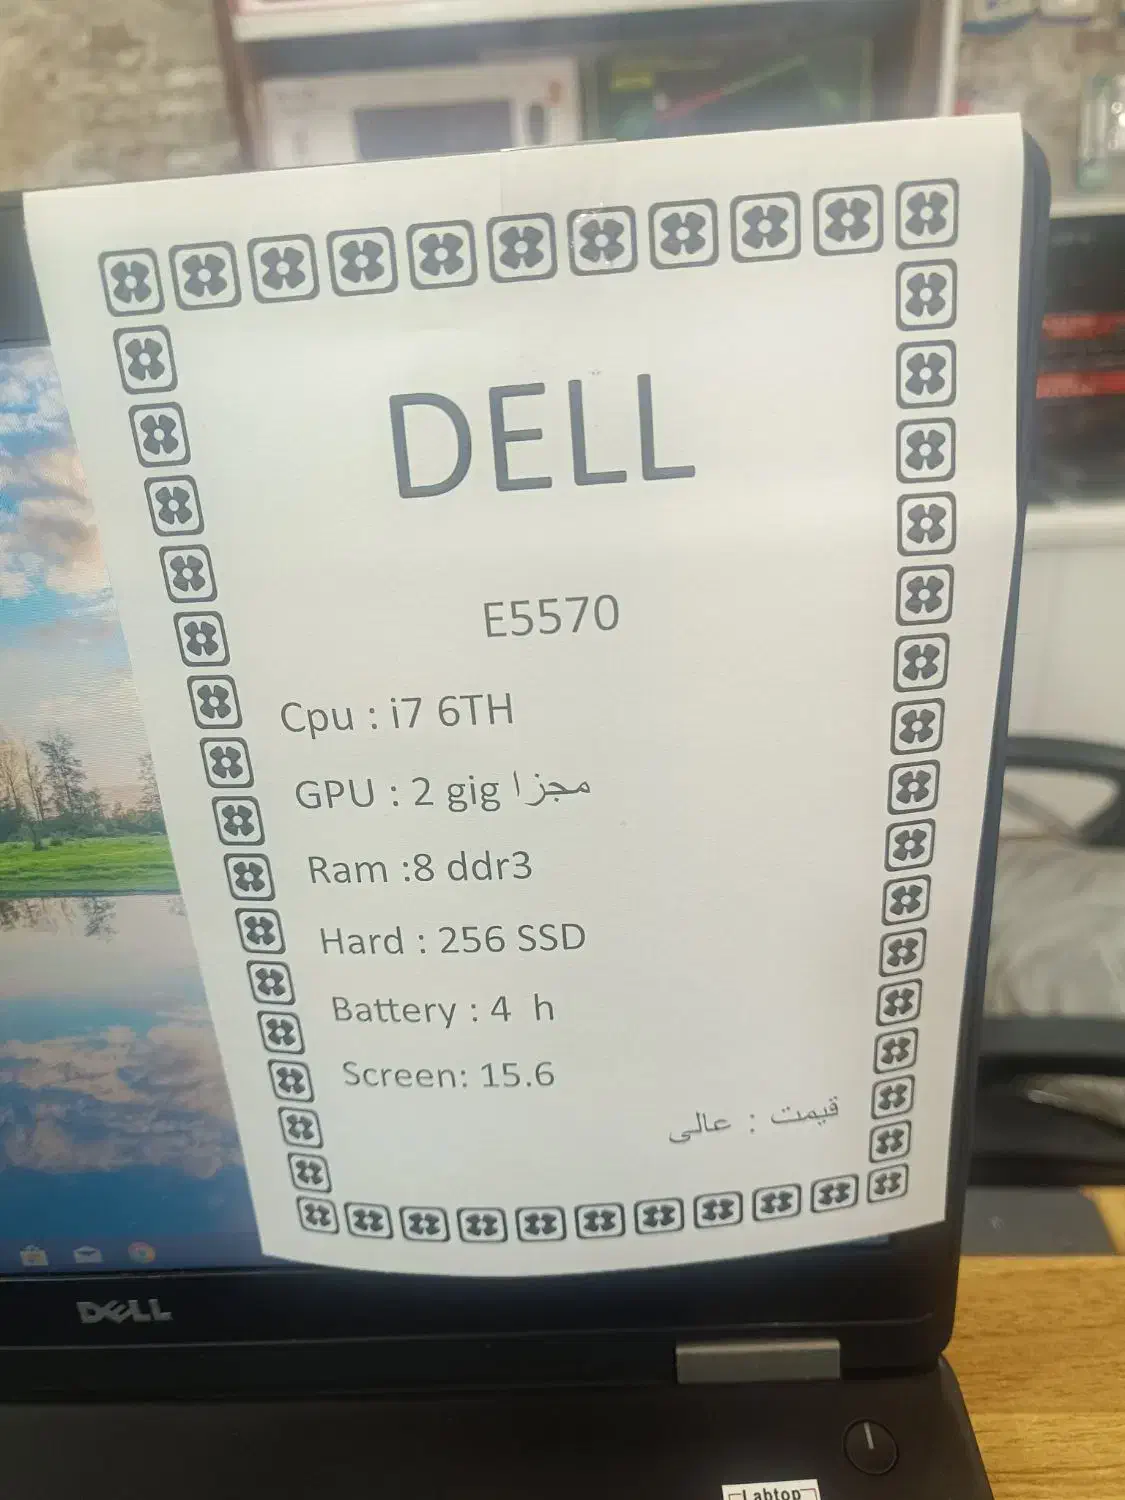 DELL
E5570
Cpu : i7 6TH
GPU : 2 gig مجزا
Ram :8 ddr3
Hard : 256 SSD
Battery : 4 h
Screen: 15.6
قیمت : عالی
DELL
Labtop